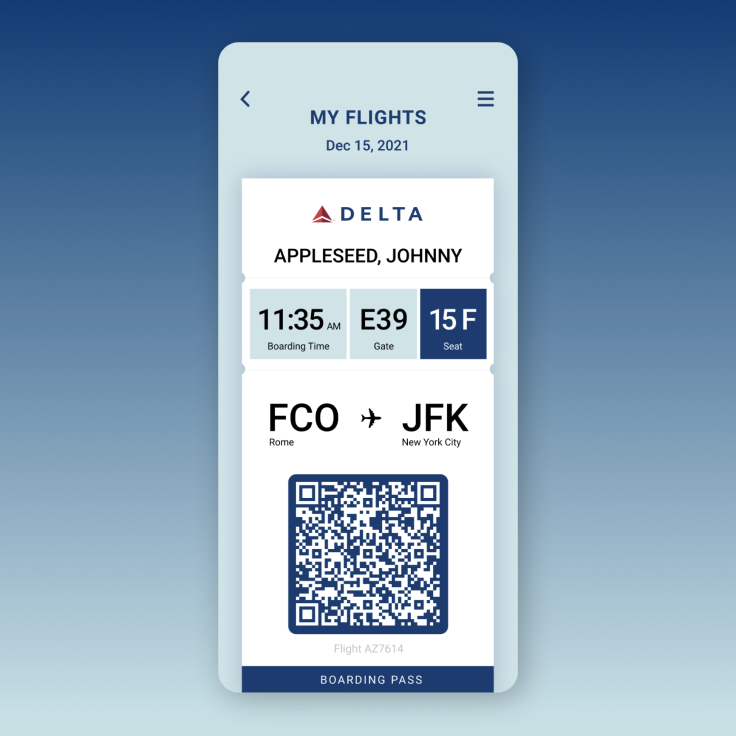 MY FLIGHTS
Dec 15, 2021
DELTA
APPLESEED, JOHNNY
11:35 AM E39 15 F
Boarding Time Gate Seat
FCO JFK
Rome New York City
Flight AZ7614
BOARDING PASS